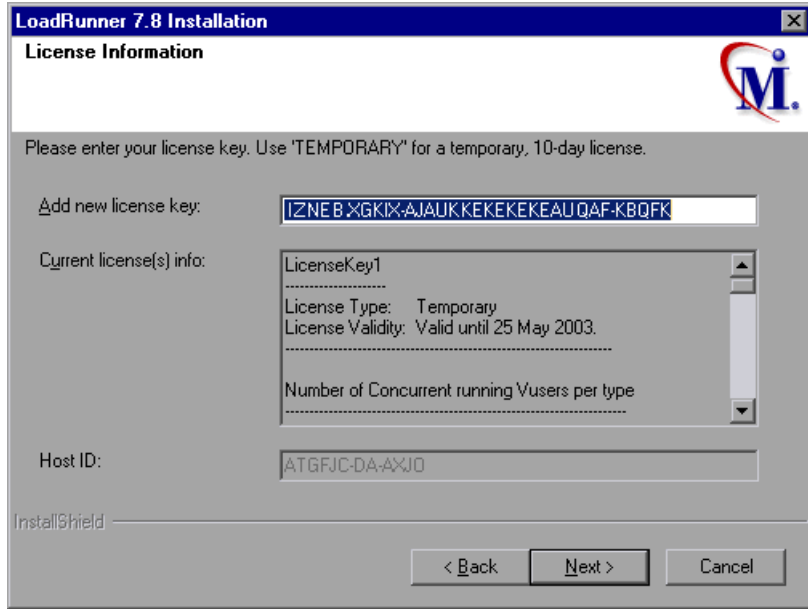 LoadRunner 7.8 Installation
License Information
M.
Please enter your license key. Use 'TEMPORARY' for a temporary, 10-day license.
Add new license key:
IZNEB.XGKIX-AJAUKKEKEKEKEAUQAF-KBQFK
Current license(s) info:
LicenseKey1
--------------------
License Type: Temporary
License Validity: Valid until 25 May 2003.
-----------------------------------------------------------------
Number of Concurrent running Vusers per type
--------------------------------------------------------------------
Host ID:
ATGFJC-DA-AXJO
InstallShield
< Back
Next >
Cancel